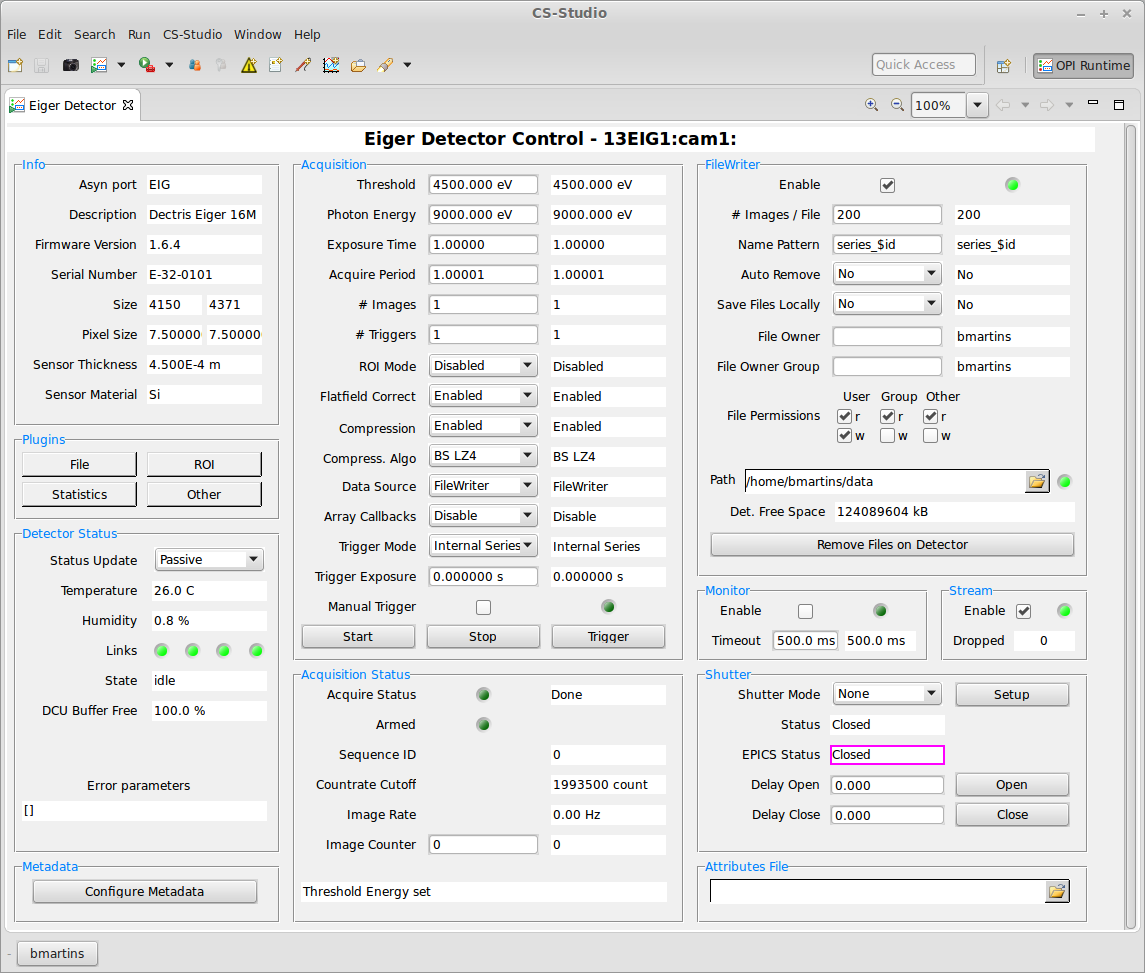 CS-Studio
File Edit Search Run CS-Studio Window Help
Quick Access
OPI Runtime
Eiger Detector
100%
Eiger Detector Control - 13EIG1:cam1:
Info
Asyn port EIG
Description Dectris Eiger 16M
Firmware Version 1.6.4
Serial Number E-32-0101
Size 4150 4371
Pixel Size 7.50000 7.50000
Sensor Thickness 4.500E-4 m
Sensor Material Si
Plugins
File ROI
Statistics Other
Detector Status
Status Update Passive
Temperature 26.0 C
Humidity 0.8 %
Links
State idle
DCU Buffer Free 100.0 %
Error parameters
[]
Metadata
Configure Metadata
Acquisition
Threshold 4500.000 eV 4500.000 eV
Photon Energy 9000.000 eV 9000.000 eV
Exposure Time 1.00000 1.00000
Acquire Period 1.00001 1.00001
# Images 1 1
# Triggers 1 1
ROI Mode Disabled Disabled
Flatfield Correct Enabled Enabled
Compression Enabled Enabled
Compress. Algo BS LZ4 BS LZ4
Data Source FileWriter FileWriter
Array Callbacks Disable Disable
Trigger Mode Internal Series Internal Series
Trigger Exposure 0.000000 s 0.000000 s
Manual Trigger
Start Stop Trigger
Acquisition Status
Acquire Status Done
Armed
Sequence ID 0
Countrate Cutoff 1993500 count
Image Rate 0.00 Hz
Image Counter 0 0
Threshold Energy set
FileWriter
Enable
# Images / File 200 200
Name Pattern series_$id series_$id
Auto Remove No No
Save Files Locally No No
File Owner bmartins
File Owner Group bmartins
User Group Other
File Permissions r r r
w w w
Path /home/bmartins/data
Det. Free Space 124089604 kB
Remove Files on Detector
Monitor
Enable
Timeout 500.0 ms 500.0 ms
Stream
Enable
Dropped 0
Shutter
Shutter Mode None Setup
Status Closed
EPICS Status Closed
Delay Open 0.000 Open
Delay Close 0.000 Close
Attributes File
bmartins